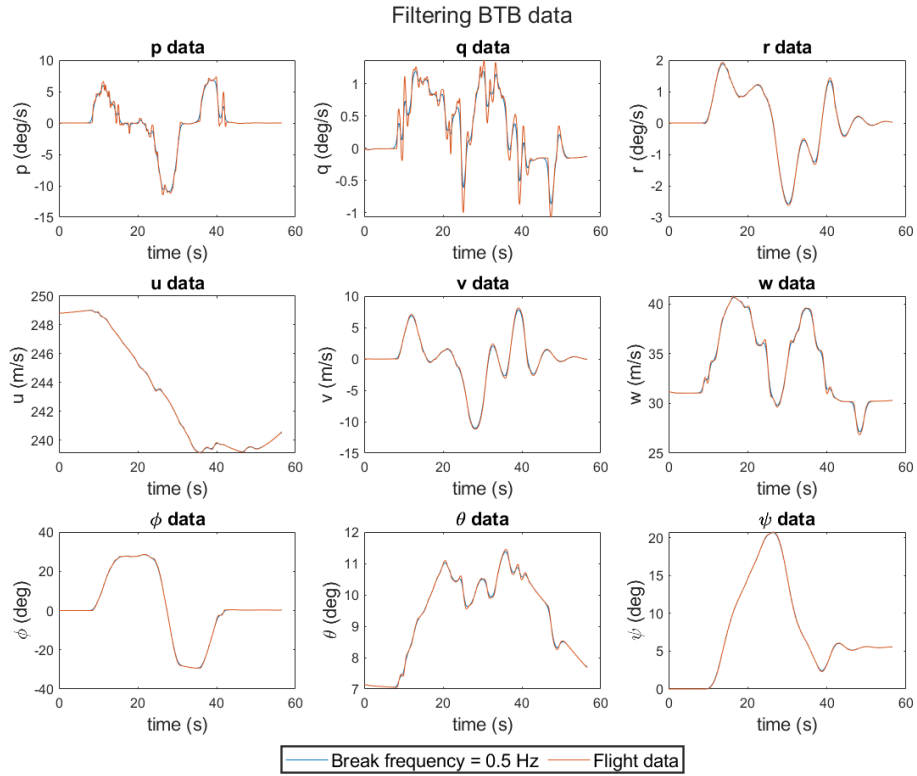 Filtering BTB data
p data
10
5
0
-5
-10
-15
p (deg/s)
0
20
40
60
time (s)
q data
1
0.5
0
-0.5
-1
q (deg/s)
0
20
40
60
time (s)
r data
2
1
0
-1
-2
-3
r (deg/s)
0
20
40
60
time (s)
u data
250
248
246
244
242
240
u (m/s)
0
20
40
60
time (s)
v data
10
5
0
-5
-10
-15
v (m/s)
0
20
40
60
time (s)
w data
40
35
30
25
w (m/s)
0
20
40
60
time (s)
ϕ data
40
20
0
-20
-40
ϕ (deg)
0
20
40
60
time (s)
θ data
12
11
10
9
8
7
θ (deg)
0
20
40
60
time (s)
ψ data
20
15
10
5
0
ψ (deg)
0
20
40
60
time (s)
Break frequency = 0.5 Hz
Flight data